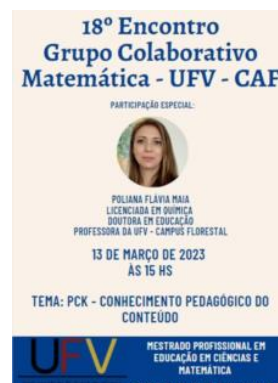 18º Encontro
Grupo Colaborativo
Matemática - UFV - CAF
PARTICIPAÇÃO ESPECIAL:
POLIANA FLÁVIA MAIA
LICENCIADA EM QUÍMICA
DOUTORA EM EDUCAÇÃO
PROFESSORA DA UFV - CAMPUS FLORESTAL
13 DE MARÇO DE 2023
ÀS 15 HS
TEMA: PCK - CONHECIMENTO PEDAGÓGICO DO
CONTEÚDO
UFV
MESTRADO PROFISSIONAL EM
EDUCAÇÃO EM CIÊNCIAS E
MATEMÁTICA